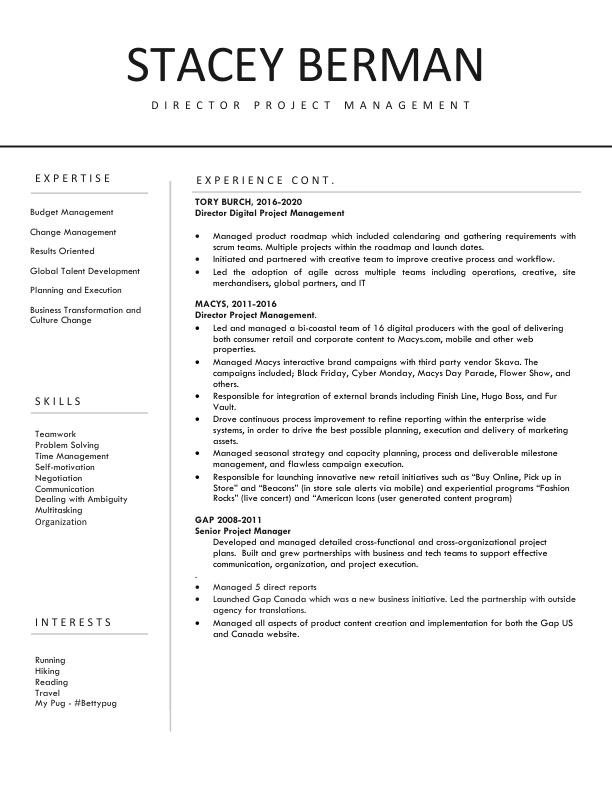 STACEY BERMAN
DIRECTOR PROJECT MANAGEMENT
EXPERTISE
Budget Management
Change Management
Results Oriented
Global Talent Development
Planning and Execution
Business Transformation and
Culture Change
SKILLS
Teamwork
Problem Solving
Time Management
Self-motivation
Negotiation
Communication
Dealing with Ambiguity
Multitasking
Organization
INTERESTS
Running
Hiking
Reading
Travel
My Pug - #Bettypug
EXPERIENCE CONT.
TORY BURCH, 2016-2020
Director Digital Project Management
• Managed product roadmap which included calendaring and gathering requirements with
scrum teams. Multiple projects within the roadmap and launch dates.
• Initiated and partnered with creative team to improve creative process and workflow.
• Led the adoption of agile across multiple teams including operations, creative, site
merchandisers, global partners, and IT
MACYS, 2011-2016
Director Project Management.
• Led and managed a bi-coastal team of 16 digital producers with the goal of delivering
both consumer retail and corporate content to Macys.com, mobile and other web
properties.
• Managed Macys interactive brand campaigns with third party vendor Skava. The
campaigns included; Black Friday, Cyber Monday, Macys Day Parade, Flower Show, and
others.
• Responsible for integration of external brands including Finish Line, Hugo Boss, and Fur
Vault.
• Drove continuous process improvement to refine reporting within the enterprise wide
systems, in order to drive the best possible planning, execution and delivery of marketing
assets.
• Managed seasonal strategy and capacity planning, process and deliverable milestone
management, and flawless campaign execution.
• Responsible for launching innovative new retail initiatives such as “Buy Online, Pick up in
Store” and “Beacons” (in store sale alerts via mobile) and experiential programs “Fashion
Rocks” (live concert) and “American Icons (user generated content program)
GAP 2008-2011
Senior Project Manager
Developed and managed detailed cross-functional and cross-organizational project
plans. Built and grew partnerships with business and tech teams to support effective
communication, organization, and project execution.
.
• Managed 5 direct reports
• Launched Gap Canada which was a new business initiative. Led the partnership with outside
agency for translations.
• Managed all aspects of product content creation and implementation for both the Gap US
and Canada website.